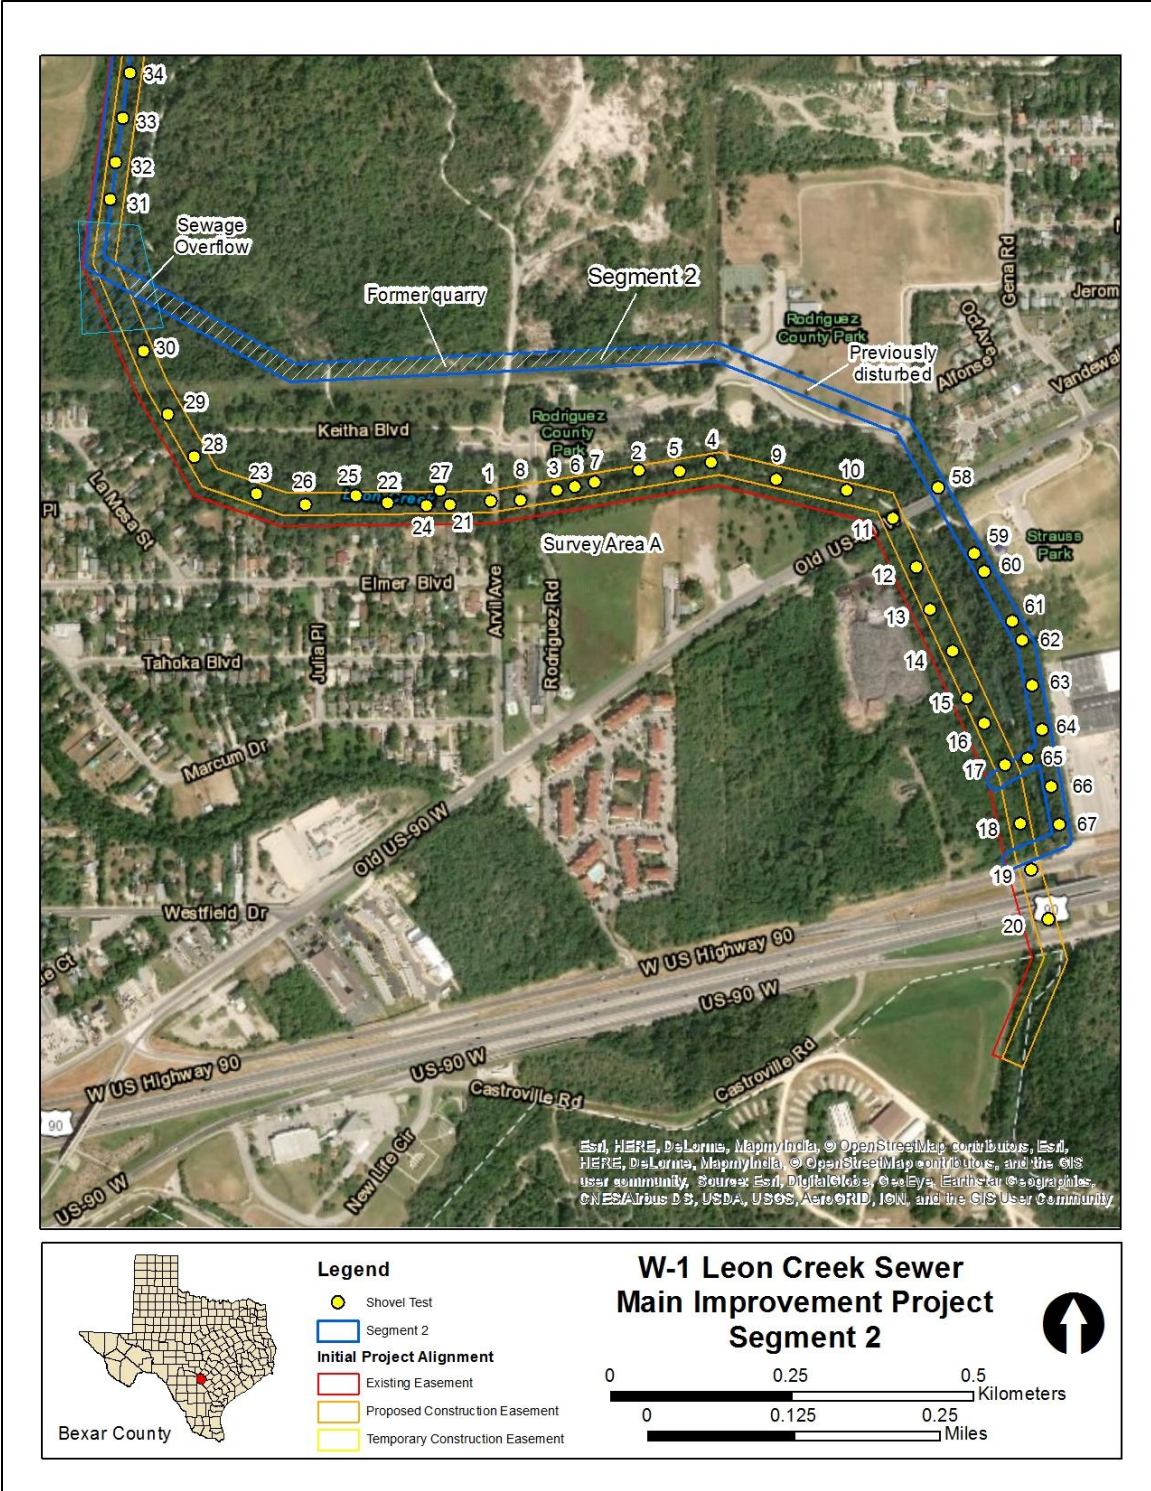 34
33
32
31
Sewage
Overflow
Former quarry
Segment 2
Gena Rd
Jerom
Rodriguez
County Park
Oct Ave
Alfonse
Previously
disturbed
30
29
Keitha Blvd
Rodriguez
County
Park
28
La Mesa St
Pl
23
26
25
22
Leon Creek
24
27
21
1
8
3
6
7
2
5
4
9
10
58
11
Old US-
59
60
Strauss
Park
Survey Area A
12
61
13
62
Elmer Blvd
Arvil Ave
Rodriguez Rd
Julia Pl
Tahoka Blvd
14
63
15
64
16
65
17
66
18
67
19
20
90
Marcum Dr
Old US-90 W
Westfield Dr
W US Highway 90
US-90 W
W US Highway 90
US-90 W
Castroville Rd
Castroville Rd
90
New Life Cir
US-90 W
Esri, HERE, DeLorme, MapmyIndia, © OpenStreetMap contributors, Esri,
HERE, DeLorme, MapmyIndia, © OpenStreetMap contributors, and the GIS
user community, Source: Esri, DigitalGlobe, GeoEye, Earthstar Geographics,
CNES/Airbus DS, USDA, USGS, AeroGRID, IGN, and the GIS User Community
Bexar County
Legend
Shovel Test
Segment 2
Initial Project Alignment
Existing Easement
Proposed Construction Easement
Temporary Construction Easement
W-1 Leon Creek Sewer
Main Improvement Project
Segment 2
0 0.25 0.5
Kilometers
0 0.125 0.25
Miles